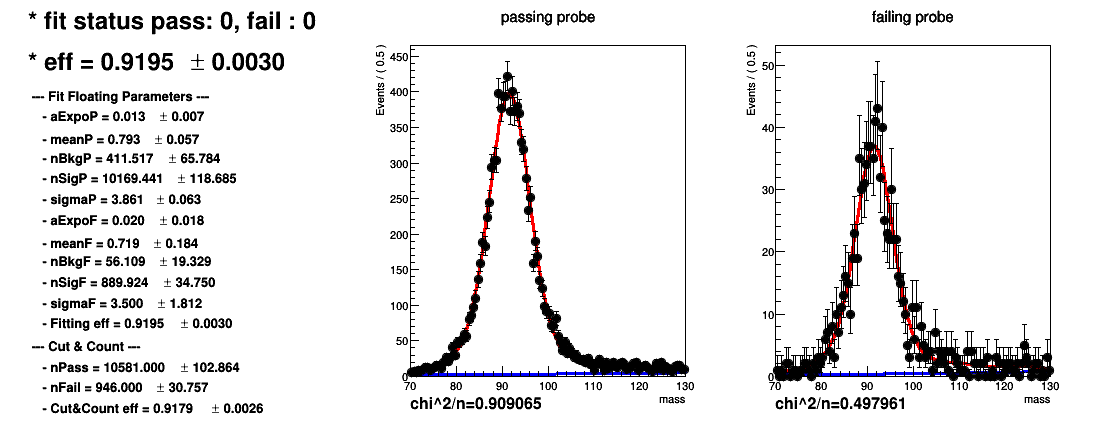 * fit status pass: 0, fail : 0
* eff = 0.9195 ± 0.0030
--- Fit Floating Parameters ---
- aExpoP = 0.013 ± 0.007
- meanP = 0.793 ± 0.057
- nBkgP = 411.517 ± 65.784
- nSigP = 10169.441 ± 118.685
- sigmaP = 3.861 ± 0.063
- aExpoF = 0.020 ± 0.018
- meanF = 0.719 ± 0.184
- nBkgF = 56.109 ± 19.329
- nSigF = 889.924 ± 34.750
- sigmaF = 3.500 ± 1.812
- Fitting eff = 0.9195 ± 0.0030
--- Cut & Count ---
- nPass = 10581.000 ± 102.864
- nFail = 946.000 ± 30.757
- Cut&Count eff = 0.9179 ± 0.0026
passing probe
Events / ( 0.5 )
450
400
350
300
250
200
150
100
50
0
70 80 90 100 110 120 130
mass
chi^2/n=0.909065
failing probe
Events / ( 0.5 )
50
40
30
20
10
0
70 80 90 100 110 120 130
mass
chi^2/n=0.497961